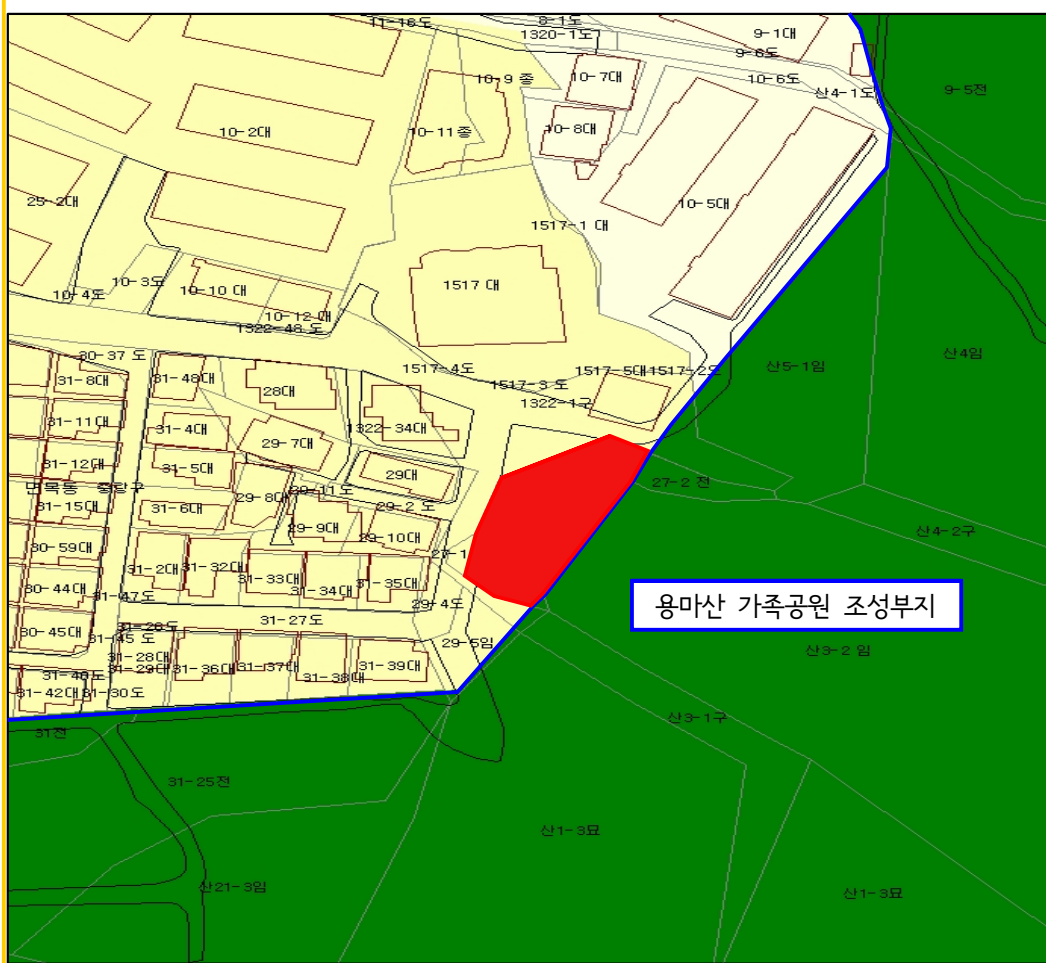 11-16도
8-1도
1320-1도
9-1대
9-6도
10-9 종
10-7대
10-6도
산4-1도
9-5전
10-2대
10-11종
10-8대
25-2대
10-5대
1517-1 대
10-3도
10-4도
10-10 대
1517 대
10-12 대
1322-48 도
30-37 도
31-8대
31-48대
28대
1517-4도
1517-3 도
1517-5대
1517-2도
산5-1임
산4임
1322-1구
31-11대
31-4대
29-7대
1322-34대
31-12대
31-5대
29대
27-2 전
면목동 중랑구
29-8대
29-2 도
31-15대
31-6대
29-9대
29-10대
산4-2구
30-59대
27-1
31-2대
31-32대
31-33대
31-34대
31-35대
30-44대
31-47도
29-4도
용마산 가족공원 조성부지
31-27도
30-45대
31-45 도
29-5임
산3-2 임
31-28대
31-29대
31-36대
31-37대
31-38대
31-39대
31-42대
31-30도
산3-1구
31전
31-25전
산1-3묘
산21-3임
산1-3묘